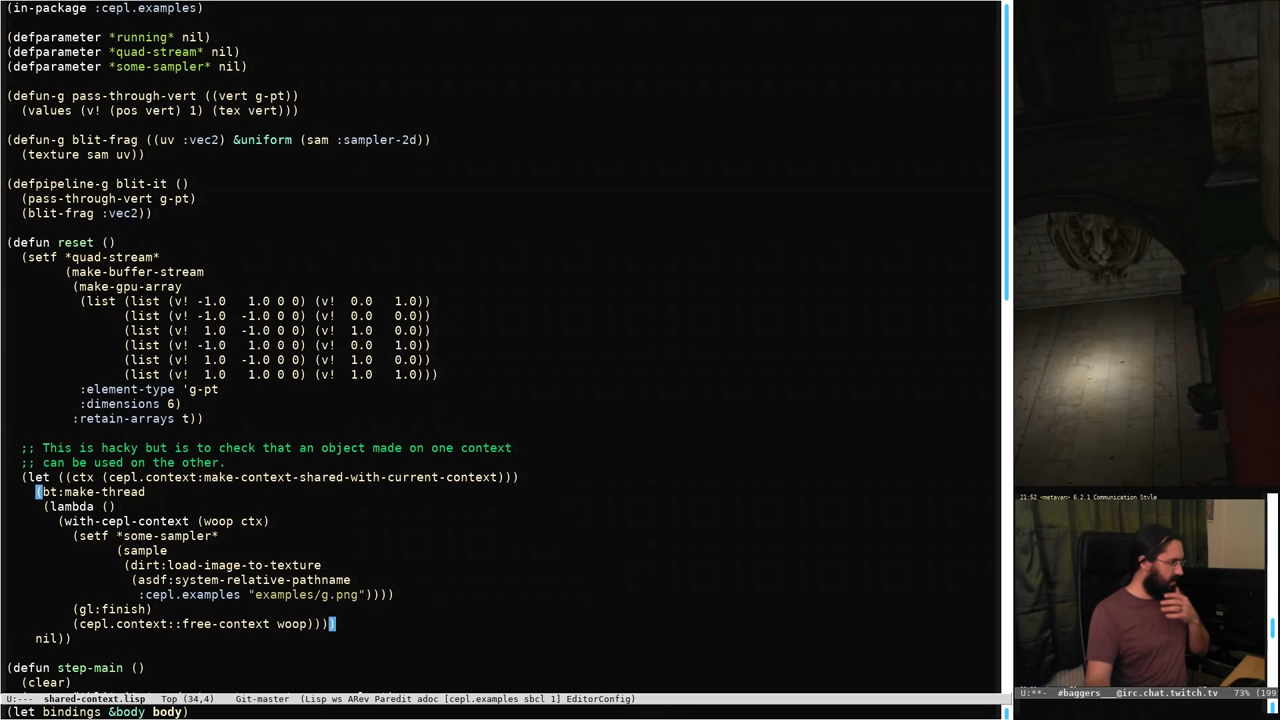 (in-package :cepl.examples)

(defparameter *running* nil)
(defparameter *quad-stream* nil)
(defparameter *some-sampler* nil)

(defun-g pass-through-vert ((vert g-pt))
  (values (v! (pos vert) 1) (tex vert)))

(defun-g blit-frag ((uv :vec2) &uniform (sam :sampler-2d))
  (texture sam uv))

(defpipeline-g blit-it ()
  (pass-through-vert g-pt)
  (blit-frag :vec2))

(defun reset ()
  (setf *quad-stream*
        (make-buffer-stream
         (make-gpu-array
          (list (list (v! -1.0   1.0 0 0) (v!  0.0   1.0))
                (list (v! -1.0  -1.0 0 0) (v!  0.0   0.0))
                (list (v!  1.0  -1.0 0 0) (v!  1.0   0.0))
                (list (v! -1.0   1.0 0 0) (v!  0.0   1.0))
                (list (v!  1.0  -1.0 0 0) (v!  1.0   0.0))
                (list (v!  1.0   1.0 0 0) (v!  1.0   1.0)))
          :element-type 'g-pt
          :dimensions 6)
         :retain-arrays t))

  ;; This is hacky but is to check that an object made on one context
  ;; can be used on the other.
  (let ((ctx (cepl.context:make-context-shared-with-current-context)))
    (bt:make-thread
     (lambda ()
       (with-cepl-context (woop ctx)
         (setf *some-sampler*
               (sample
                (dirt:load-image-to-texture
                 (asdf:system-relative-pathname
                  :cepl.examples "examples/g.png"))))
         (gl:finish)
         (cepl.context::free-context woop))))
    nil))

(defun step-main ()
  (clear)
U:---  shared-context.lisp   Top (34,4)    Git-master  (Lisp ws ARev Paredit adoc [cepl.examples sbcl 1] EditorConfig)
(let bindings &body body)
21:52 <metavan> 6.2.1 Communication Style
U:**-  #baggers___@irc.chat.twitch.tv   73% (199